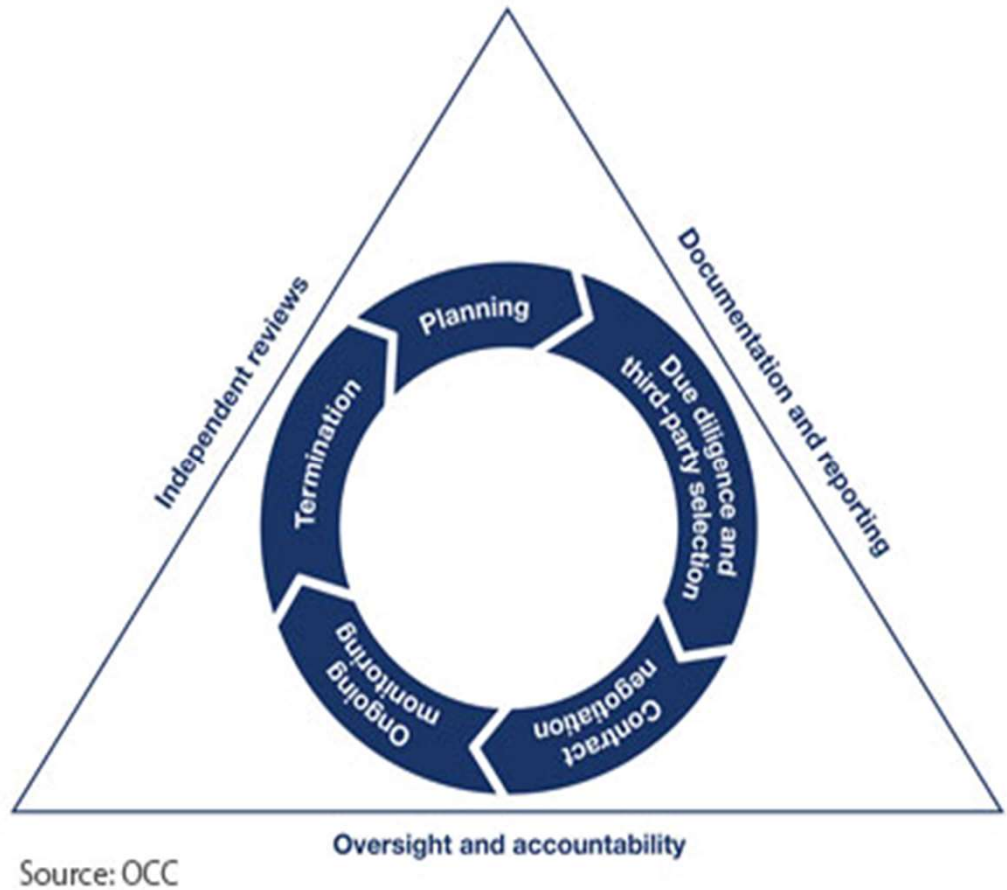 Independent reviews
Documentation and reporting
Planning
Due diligence and
third-party selection
Contract
negotiation
Ongoing
monitoring
Termination
Oversight and accountability
Source: OCC